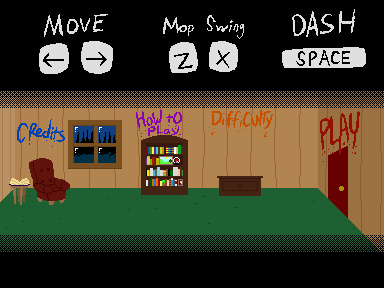 MOVE
Mop Swing
DASH
← →
Z X
SPACE
Credits
How to
PLAY
Difficulty
PLAY